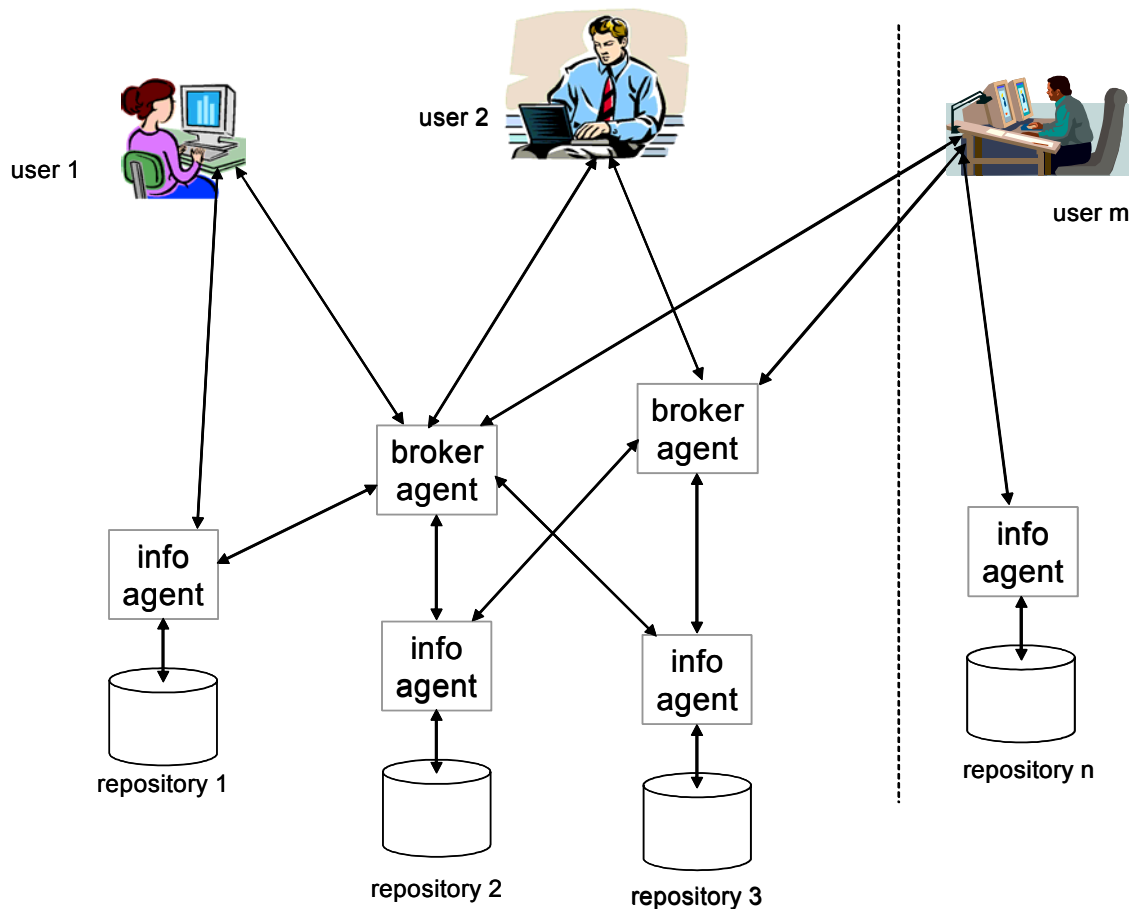 user 1
user 2
user m
broker
agent
broker
agent
info
agent
info
agent
info
agent
info
agent
repository 1
repository 2
repository 3
repository n